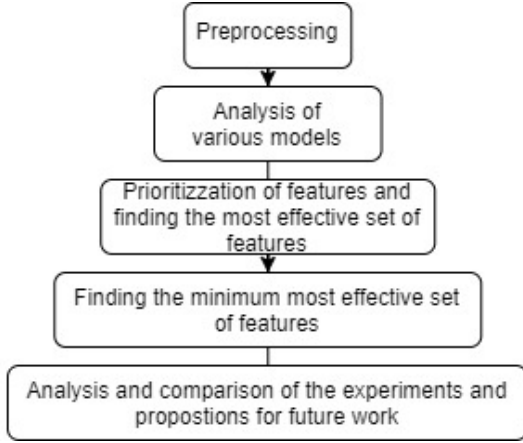 Preprocessing
Analysis of
various models
Prioritizzation of features and
finding the most effective set of
features
Finding the minimum most effective set
of features
Analysis and comparison of the experiments and
propostions for future work